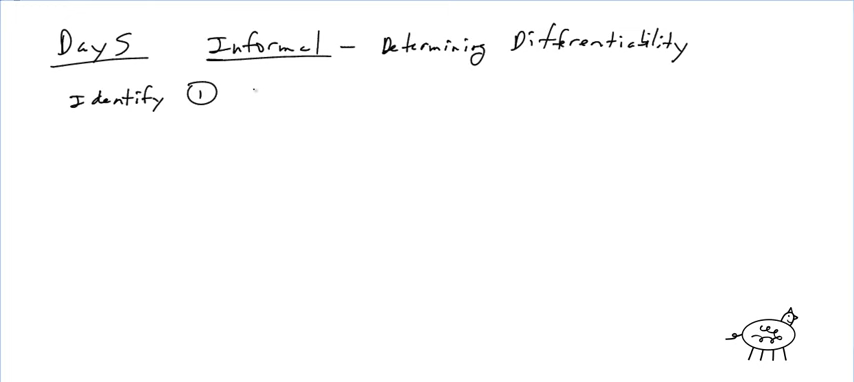 Day 5 Informal - Determining Differentiability
Identify ①